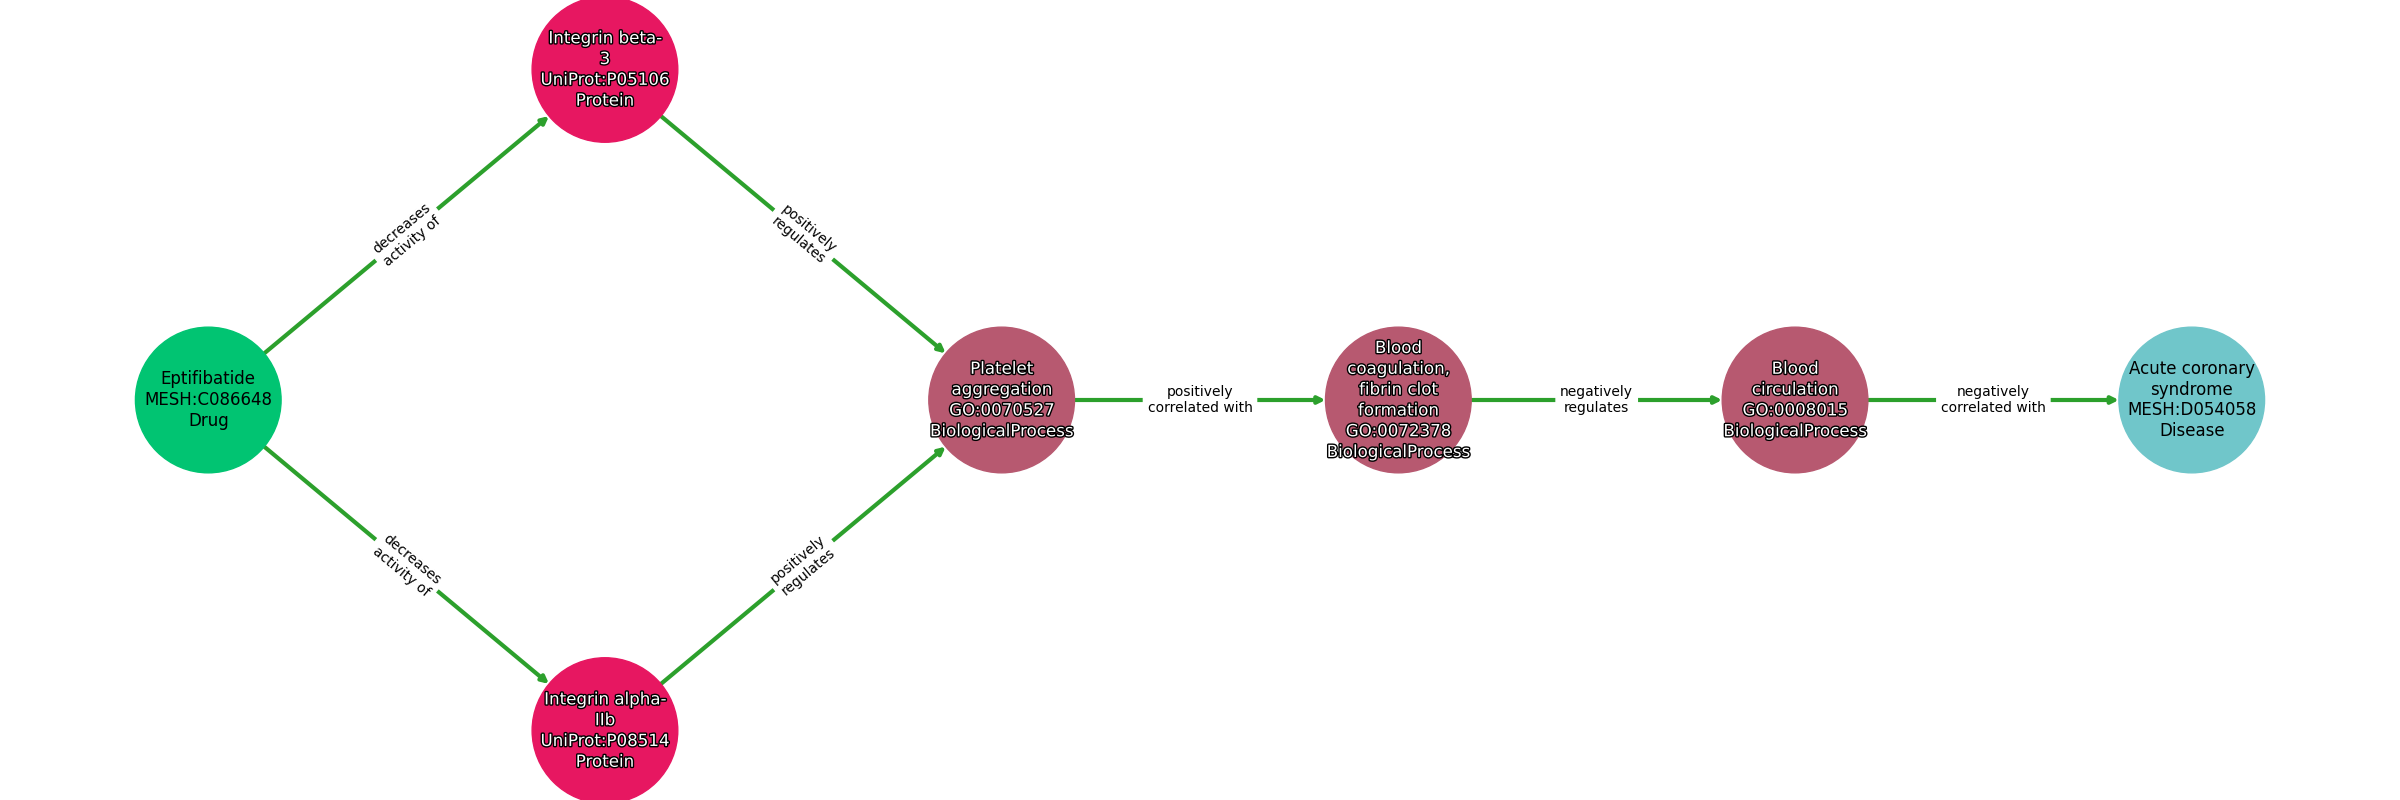 Integrin beta-
3
UniProt:P05106
Protein
decreases
activity of
positively
regulates
Eptifibatide
MESH:C086648
Drug
Platelet
aggregation
GO:0070527
BiologicalProcess
positively
correlated with
Blood
coagulation,
fibrin clot
formation
GO:0072378
BiologicalProcess
negatively
regulates
Blood
circulation
GO:0008015
BiologicalProcess
negatively
correlated with
Acute coronary
syndrome
MESH:D054058
Disease
decreases
activity of
positively
regulates
Integrin alpha-
IIb
UniProt:P08514
Protein